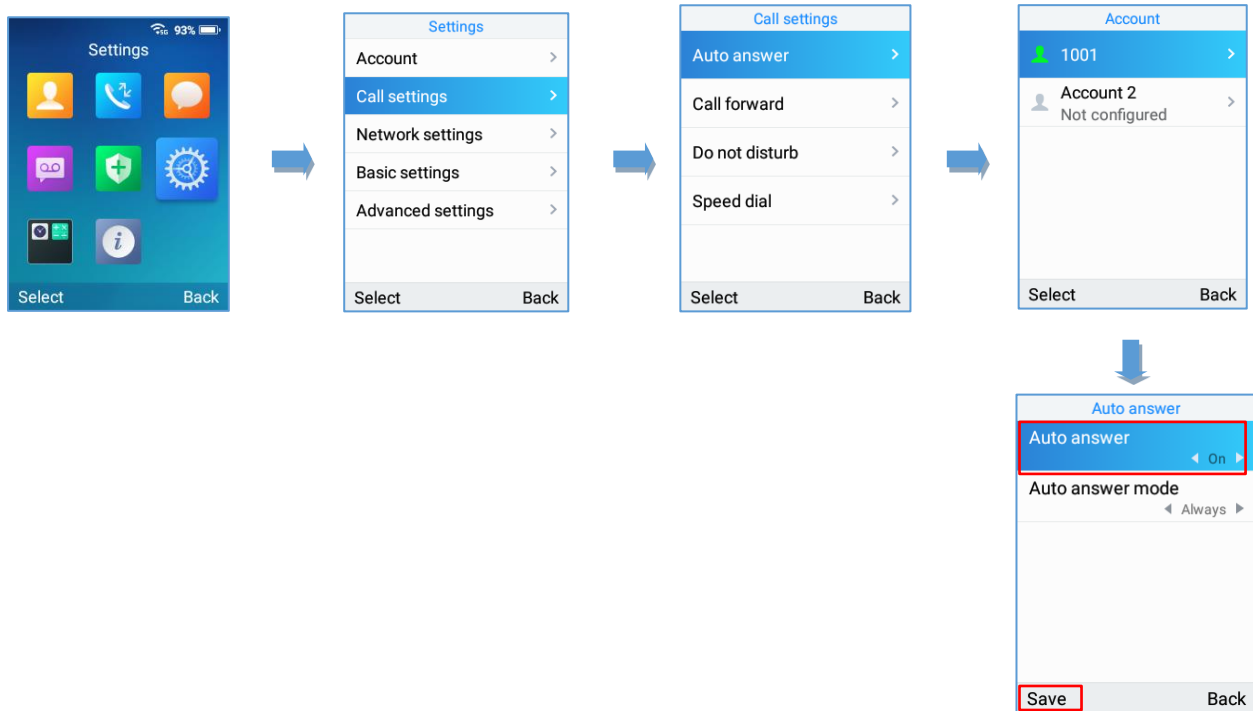 5G 93%
Settings
Select Back
Settings
Account
Call settings
Network settings
Basic settings
Advanced settings
Select Back
Call settings
Auto answer
Call forward
Do not disturb
Speed dial
Select Back
Account
1001
Account 2
Not configured
Select Back
Auto answer
Auto answer
On
Auto answer mode
Always
Save Back